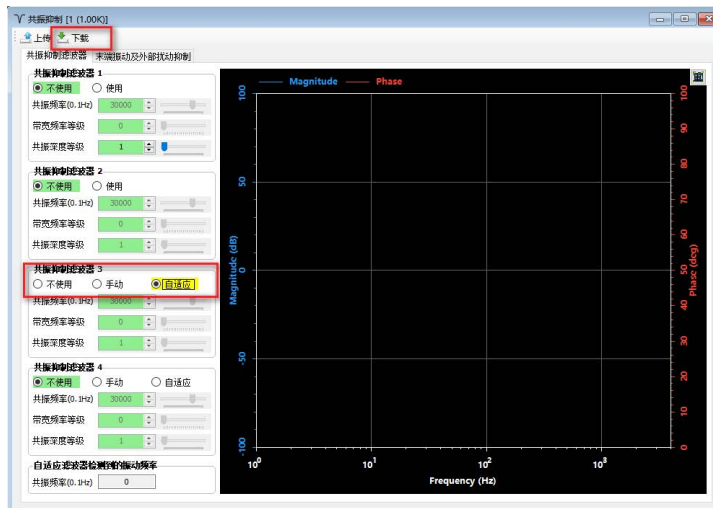 共振抑制 [1 (1.00K)]
上传 下载
共振抑制滤波器 末端振动及外部扰动抑制
共振抑制滤波器 1
不使用 使用
共振频率(0.1Hz) 30000
带宽频率等级 0
共振深度等级 1
共振抑制滤波器 2
不使用 使用
共振频率(0.1Hz) 30000
带宽频率等级 0
共振深度等级 1
共振抑制滤波器 3
不使用 手动 自适应
共振频率(0.1Hz) 30000
带宽频率等级 0
共振深度等级 1
共振抑制滤波器 4
不使用 手动 自适应
共振频率(0.1Hz) 30000
带宽频率等级 0
共振深度等级 1
自适应滤波器检测到的振动频率
共振频率(0.1Hz) 0
Magnitude Phase
Magnitude (dB)
100
50
0
-50
-100
Phase (deg)
100
90
80
70
60
50
40
30
20
10
0
10^0 10^1 10^2 10^3
Frequency (Hz)